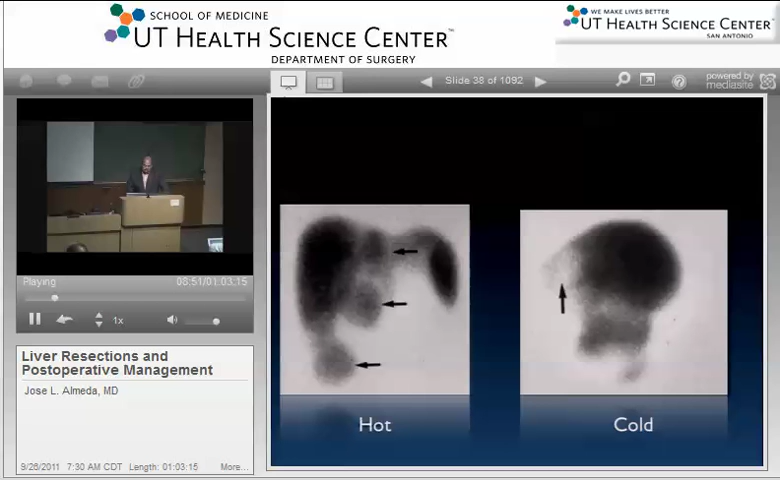 SCHOOL OF MEDICINE
UT HEALTH SCIENCE CENTER™
DEPARTMENT OF SURGERY
WE MAKE LIVES BETTER
UT HEALTH SCIENCE CENTER™
SAN ANTONIO
Slide 38 of 1092
powered by
mediasite
Playing
08:51/01:03:15
1x
Liver Resections and
Postoperative Management
Jose L. Almeda, MD
9/26/2011 7:30 AM CDT Length: 01:03:15 More...
Hot
Cold